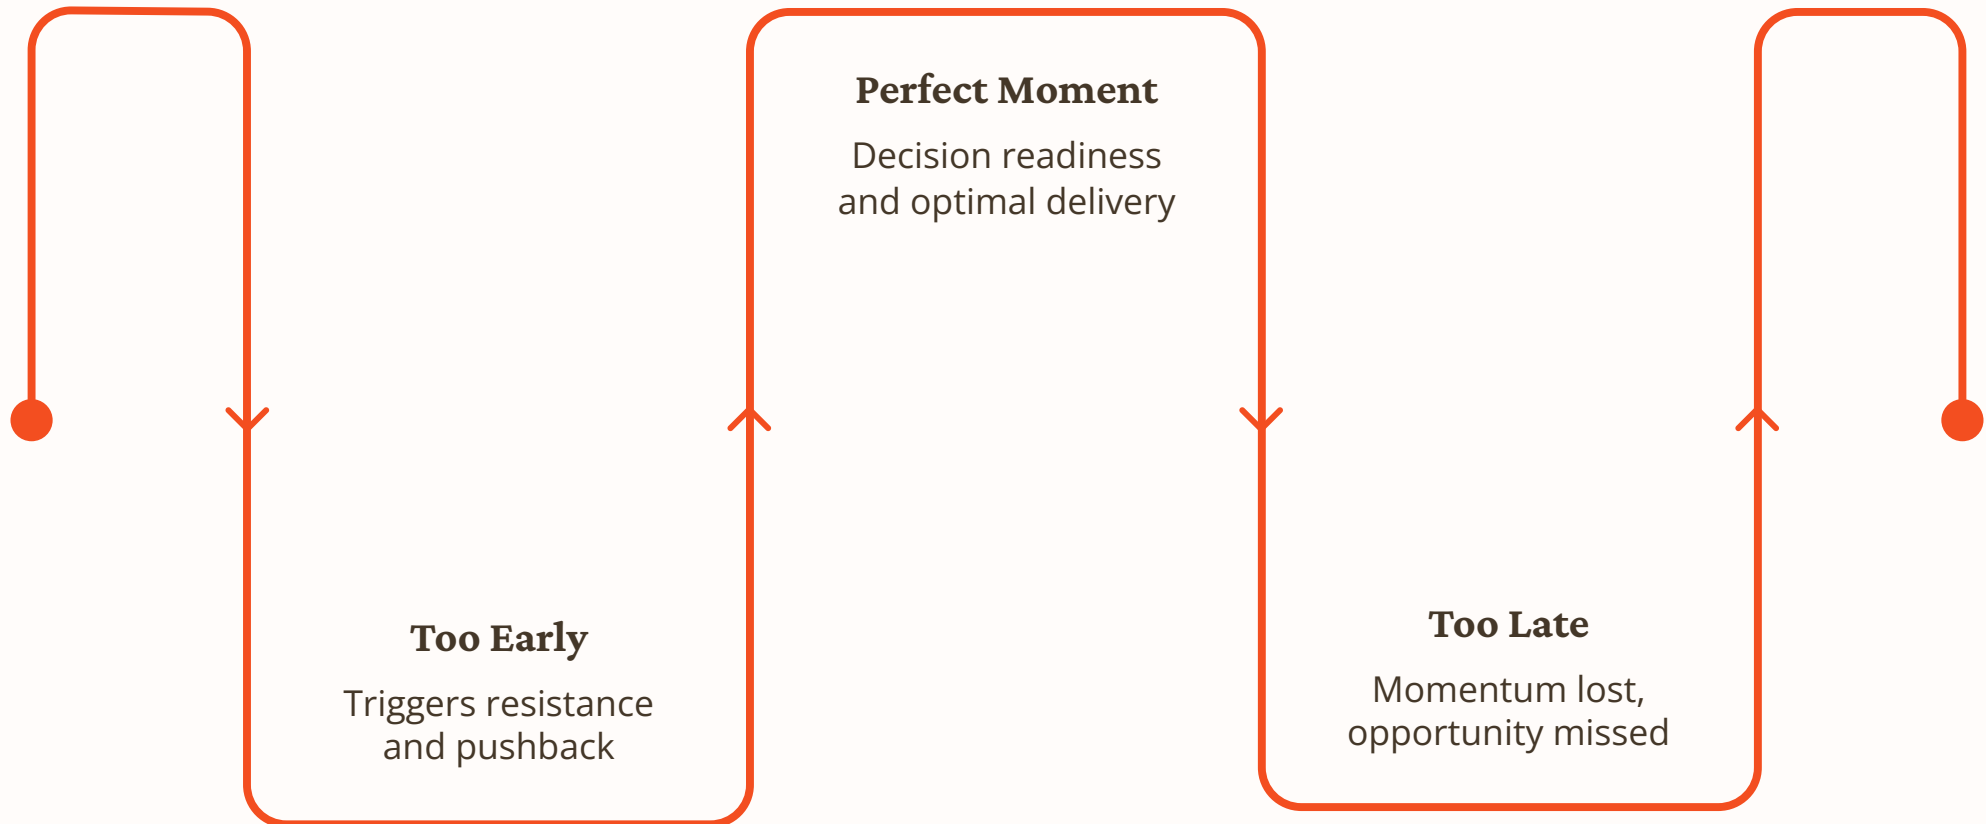 Perfect Moment
Decision readiness
and optimal delivery
Too Early
Triggers resistance
and pushback
Too Late
Momentum lost,
opportunity missed